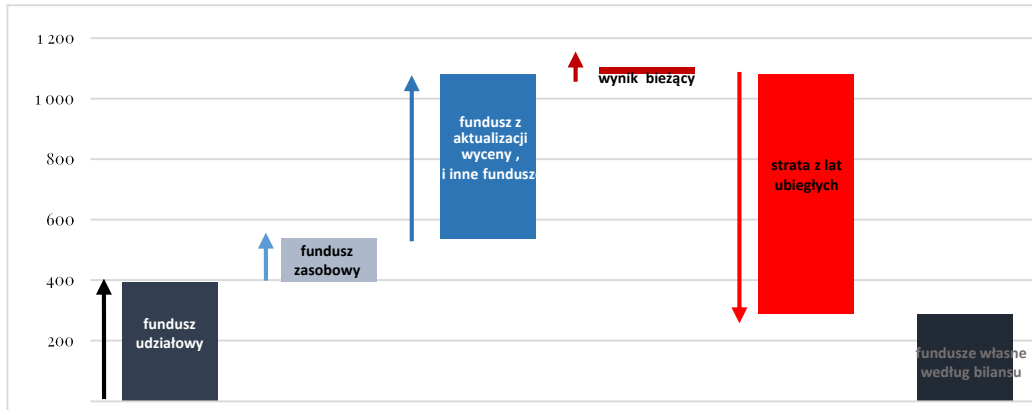 1 200
1 000
800
600
400
200
fundusz
udziałowy
fundusz
zasobowy
fundusz z
aktualizacji
wyceny ,
i inne fundusze
wynik bieżący
strata z lat
ubiegłych
fundusze własne
według bilansu